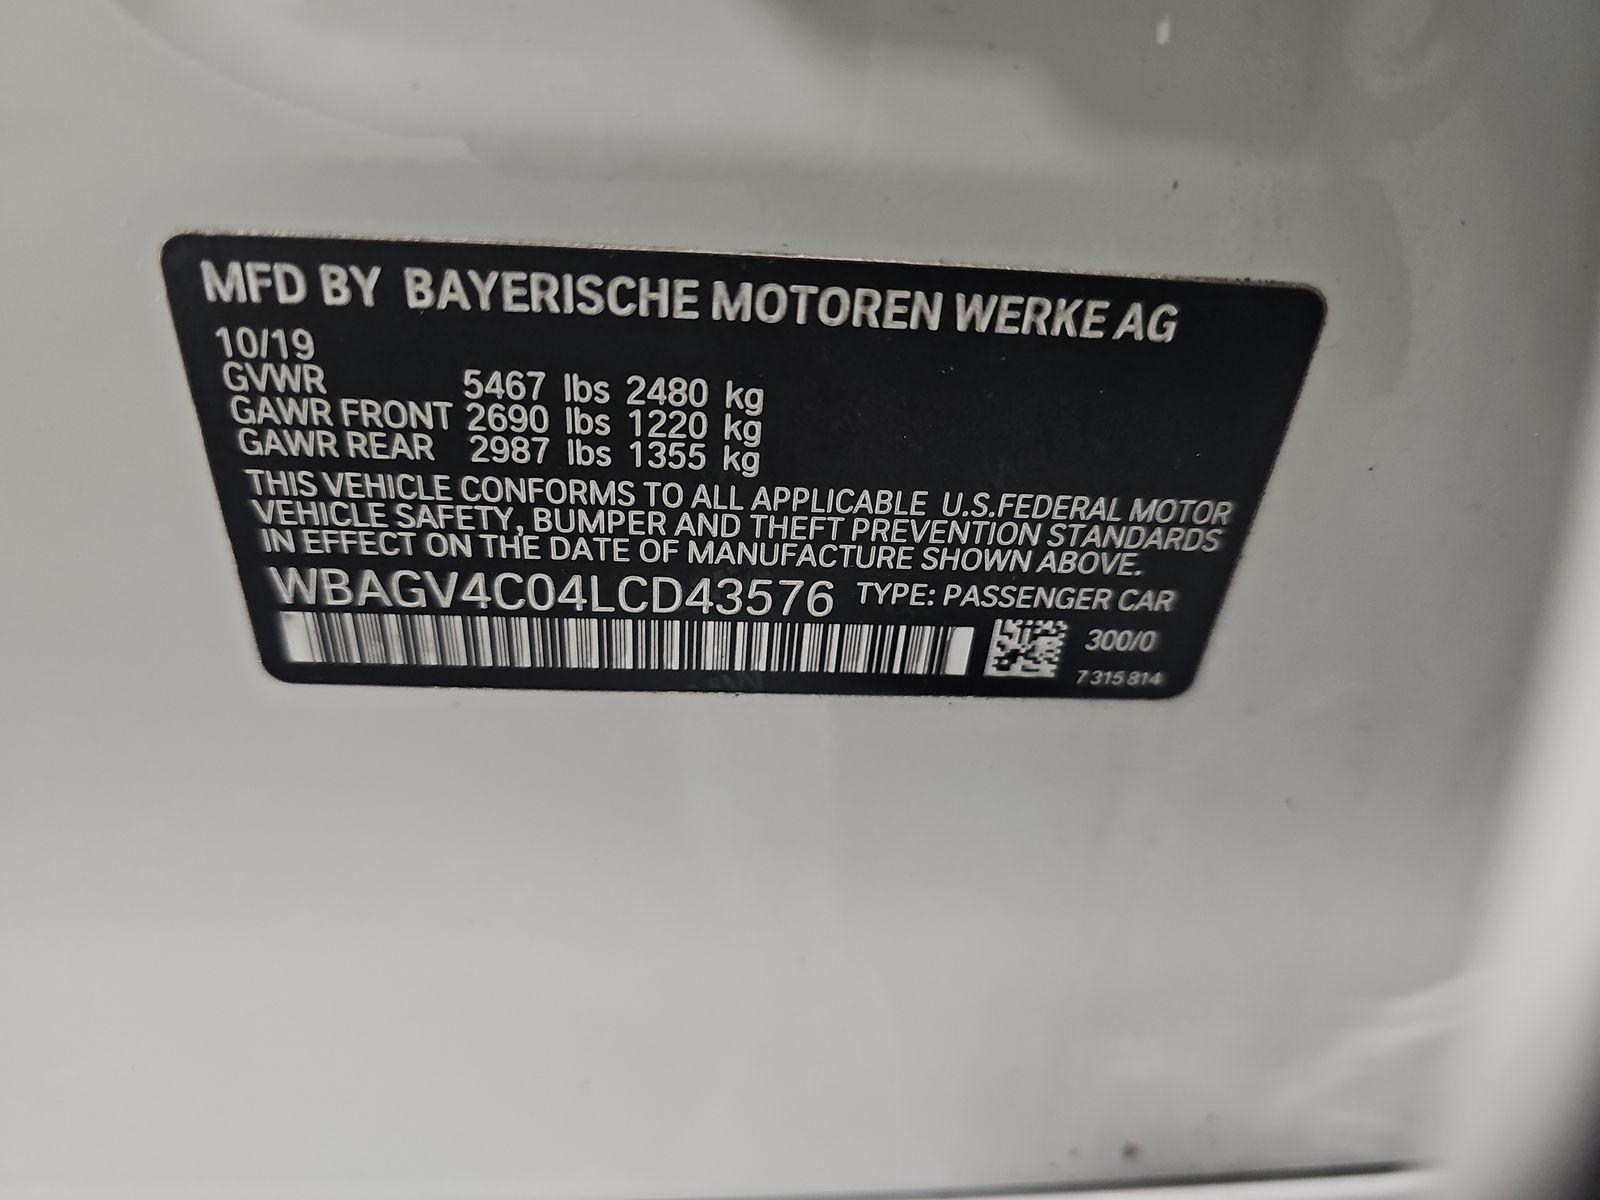 MFD BY BAYERISCHE MOTOREN WERKE AG
10/19
GVWR 5467 lbs 2480 kg
GAWR FRONT 2690 lbs 1220 kg
GAWR REAR 2987 lbs 1355 kg
THIS VEHICLE CONFORMS TO ALL APPLICABLE U.S.FEDERAL MOTOR
VEHICLE SAFETY, BUMPER AND THEFT PREVENTION STANDARDS
IN EFFECT ON THE DATE OF MANUFACTURE SHOWN ABOVE.
WBAGV4C04LCD43576 TYPE: PASSENGER CAR
300/0
7 315 814